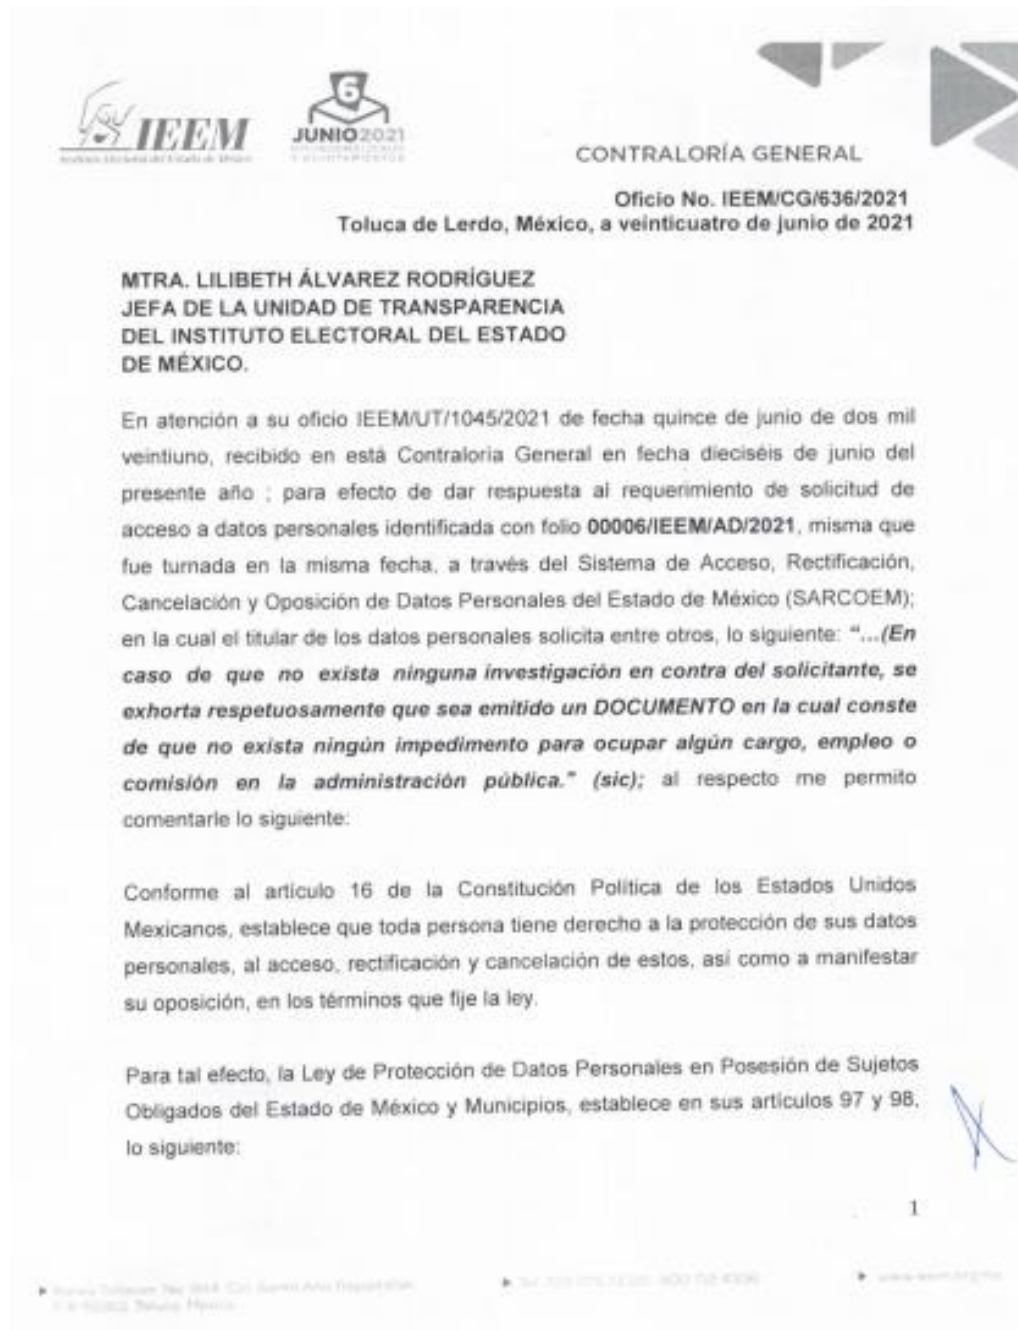 IEEM
Instituto Electoral del Estado de México
6
JUNIO2021
CONTRALORÍA GENERAL
Oficio No. IEEM/CG/636/2021
Toluca de Lerdo, México, a veinticuatro de junio de 2021
MTRA. LILIBETH ÁLVAREZ RODRÍGUEZ
JEFA DE LA UNIDAD DE TRANSPARENCIA
DEL INSTITUTO ELECTORAL DEL ESTADO
DE MÉXICO.
En atención a su oficio IEEM/UT/1045/2021 de fecha quince de junio de dos mil
veintiuno, recibido en está Contraloría General en fecha dieciséis de junio del
presente año ; para efecto de dar respuesta al requerimiento de solicitud de
acceso a datos personales identificada con folio 00006/IEEM/AD/2021, misma que
fue turnada en la misma fecha, a través del Sistema de Acceso, Rectificación,
Cancelación y Oposición de Datos Personales del Estado de México (SARCOEM);
en la cual el titular de los datos personales solicita entre otros, lo siguiente: “...(En
caso de que no exista ninguna investigación en contra del solicitante, se
exhorta respetuosamente que sea emitido un DOCUMENTO en la cual conste
de que no exista ningún impedimento para ocupar algún cargo, empleo o
comisión en la administración pública." (sic); al respecto me permito
comentarle lo siguiente:
Conforme al artículo 16 de la Constitución Política de los Estados Unidos
Mexicanos, establece que toda persona tiene derecho a la protección de sus datos
personales, al acceso, rectificación y cancelación de estos, así como a manifestar
su oposición, en los términos que fije la ley.
Para tal efecto, la Ley de Protección de Datos Personales en Posesión de Sujetos
Obligados del Estado de México y Municipios, establece en sus artículos 97 y 98,
lo siguiente:
1